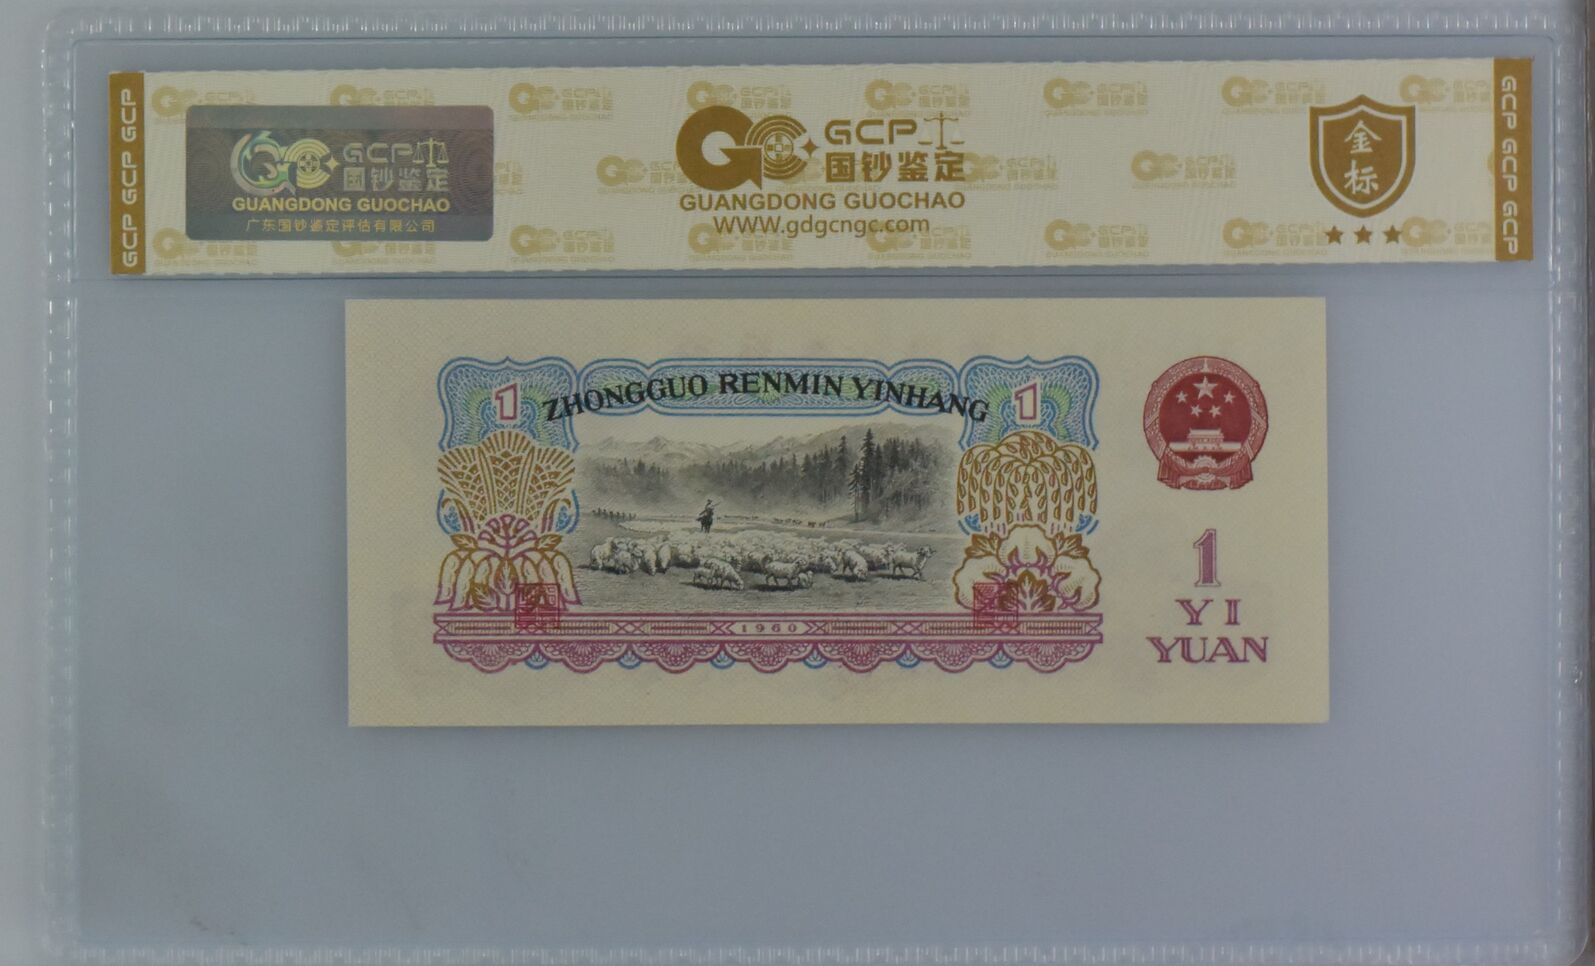 GCP GCP GCP
GCP
国钞鉴定
GUANGDONG GUOCHAO
广东国钞鉴定评估有限公司
GCP
国钞鉴定
GUANGDONG GUOCHAO
WWW.gdgcngc.com
金标
GCP GCP GCP
ZHONGGUO RENMIN YINHANG
1
1
1960
1
YI
YUAN